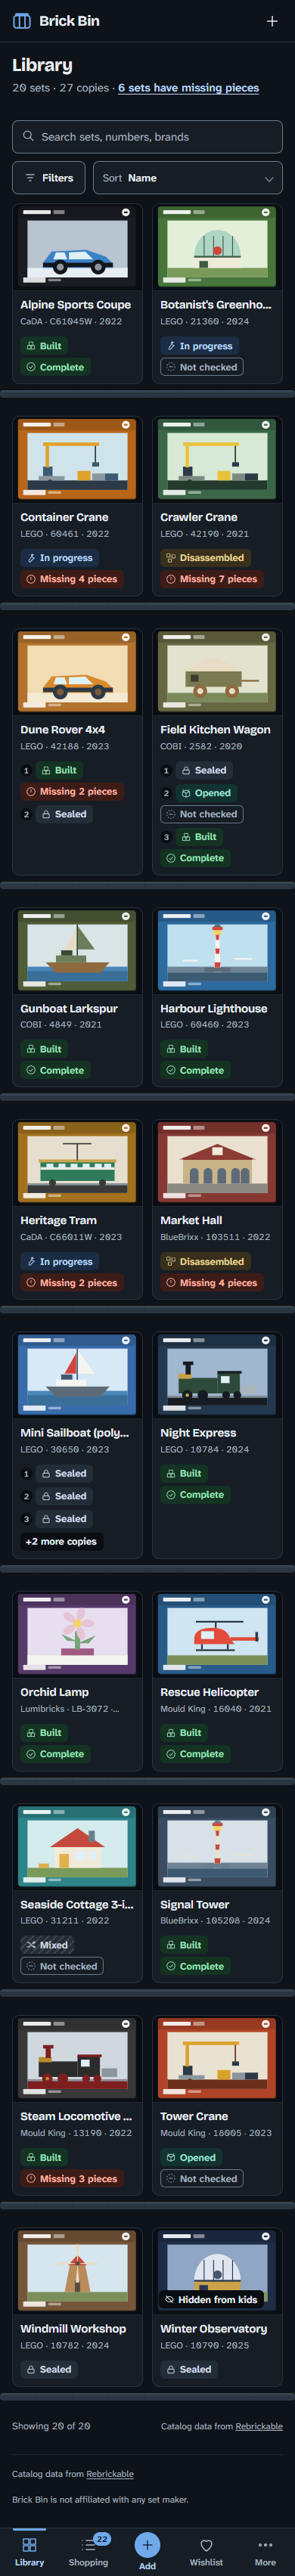 Brick Bin
Library
20 sets · 27 copies · 6 sets have missing pieces
Search sets, numbers, brands
Filters
Sort Name
Alpine Sports Coupe
CaDA · C61045W · 2022
Built
Complete
Botanist's Greenho...
LEGO · 21360 · 2024
In progress
Not checked
Container Crane
LEGO · 60461 · 2022
In progress
Missing 4 pieces
Crawler Crane
LEGO · 42190 · 2021
Disassembled
Missing 7 pieces
Dune Rover 4x4
LEGO · 42188 · 2023
1 Built
Missing 2 pieces
2 Sealed
Field Kitchen Wagon
COBI · 2582 · 2020
1 Sealed
2 Opened
Not checked
3 Built
Complete
Gunboat Larkspur
COBI · 4849 · 2021
Built
Complete
Harbour Lighthouse
LEGO · 60460 · 2023
Built
Complete
Heritage Tram
CaDA · C66011W · 2023
In progress
Missing 2 pieces
Market Hall
BlueBrixx · 103511 · 2022
Disassembled
Missing 4 pieces
Mini Sailboat (poly...
LEGO · 30650 · 2023
1 Sealed
2 Sealed
3 Sealed
+2 more copies
Night Express
LEGO · 10784 · 2024
Built
Complete
Orchid Lamp
Lumibricks · LB-3072 ·...
Built
Complete
Rescue Helicopter
Mould King · 16040 · 2021
Built
Complete
Seaside Cottage 3-i...
LEGO · 31211 · 2022
Mixed
Not checked
Signal Tower
BlueBrixx · 105208 · 2024
Built
Complete
Steam Locomotive ...
Mould King · 13190 · 2022
Built
Missing 3 pieces
Tower Crane
Mould King · 18005 · 2023
Opened
Not checked
Windmill Workshop
LEGO · 10782 · 2024
Sealed
Hidden from kids
Winter Observatory
LEGO · 10790 · 2025
Sealed
Showing 20 of 20
Catalog data from Rebrickable
Catalog data from Rebrickable
Brick Bin is not affiliated with any set maker.
Library
22
Shopping
Add
Wishlist
More